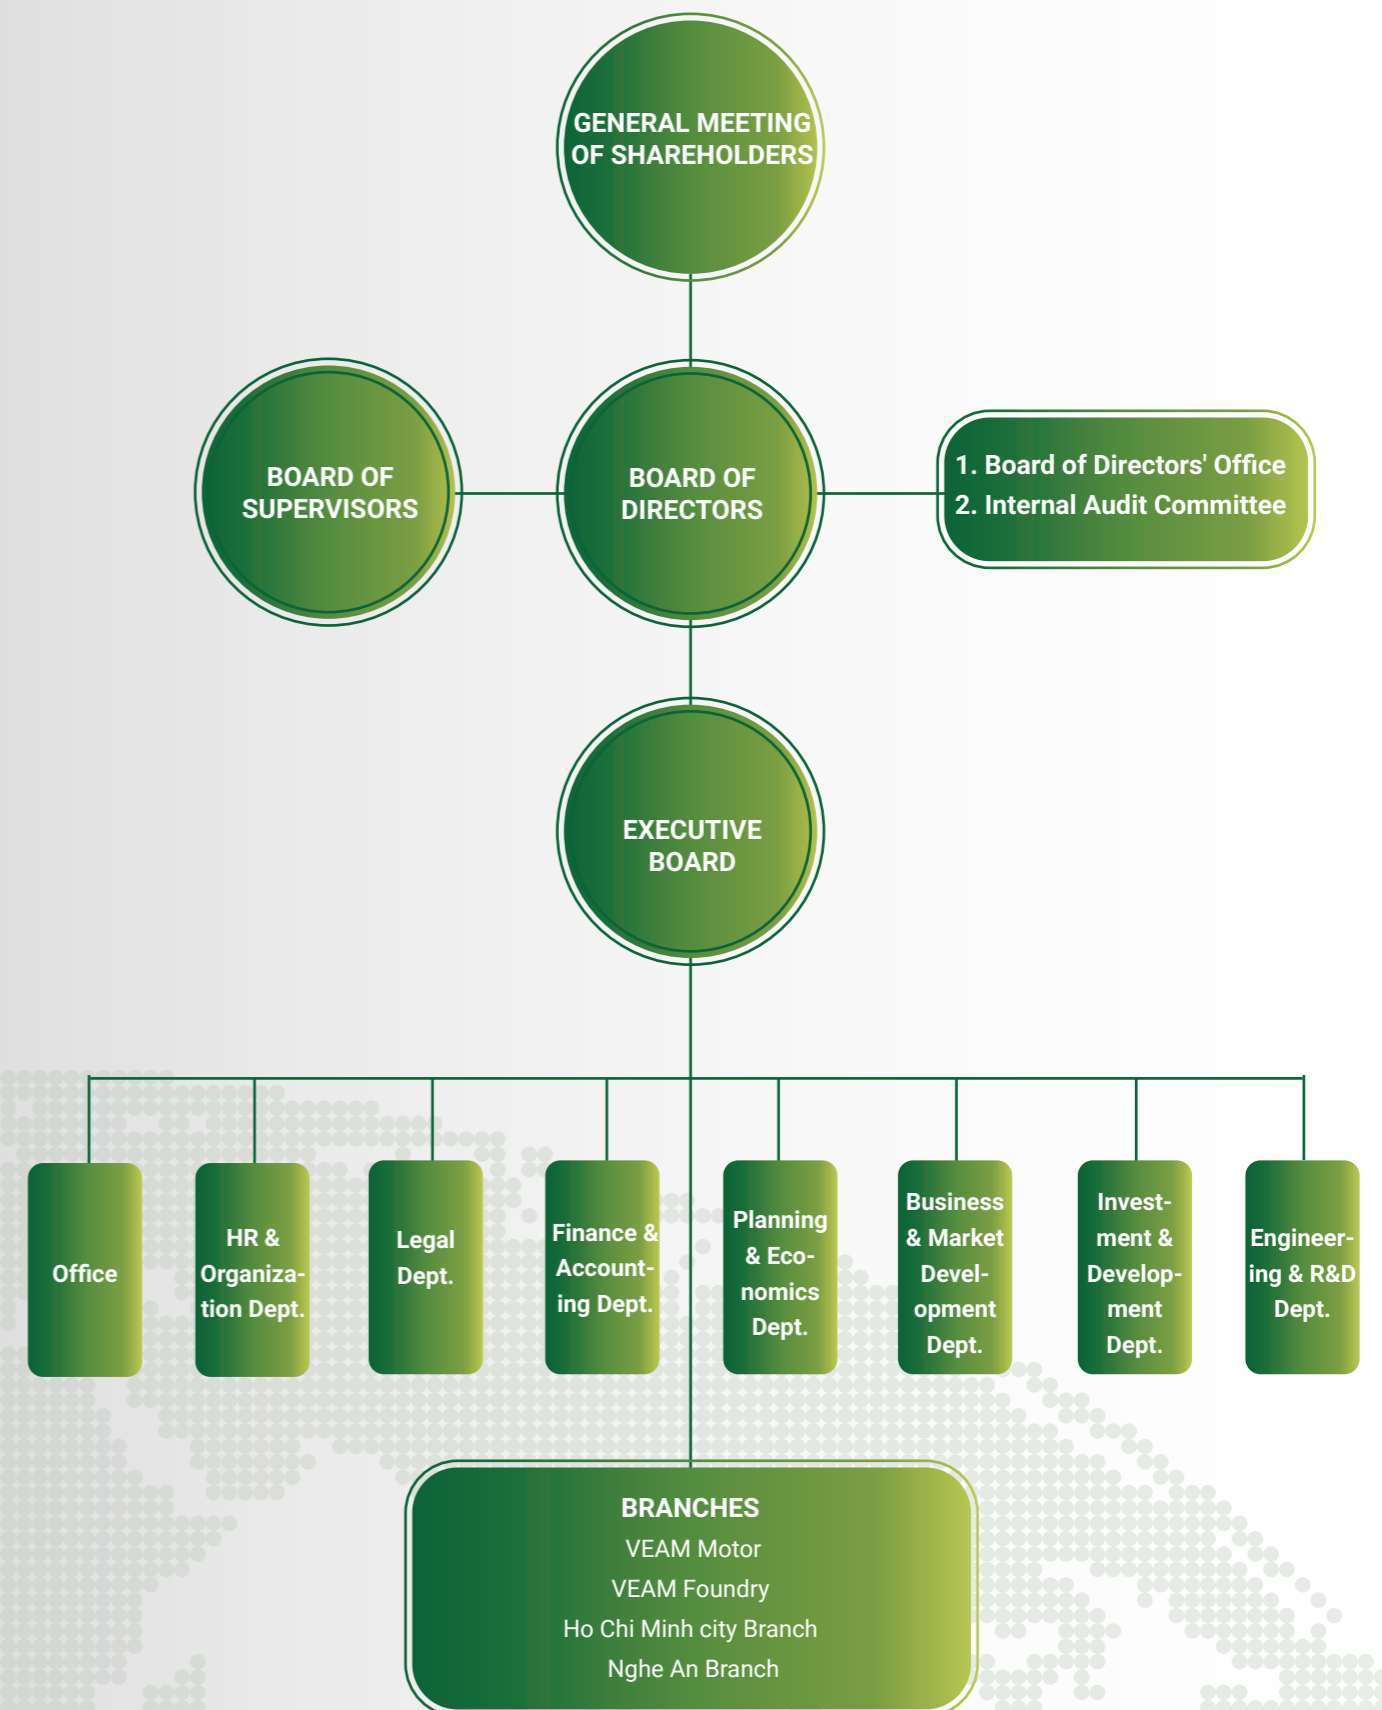 GENERAL MEETING
OF SHAREHOLDERS
BOARD OF
SUPERVISORS
BOARD OF
DIRECTORS
1. Board of Directors' Office
2. Internal Audit Committee
EXECUTIVE
BOARD
Office
HR &
Organiza-
tion Dept.
Legal
Dept.
Finance &
Account-
ing Dept.
Planning
& Eco-
nomics
Dept.
Business
& Market
Devel-
opment
Dept.
Invest-
ment &
Develop-
ment
Dept.
Engineer-
ing & R&D
Dept.
BRANCHES
VEAM Motor
VEAM Foundry
Ho Chi Minh city Branch
Nghe An Branch